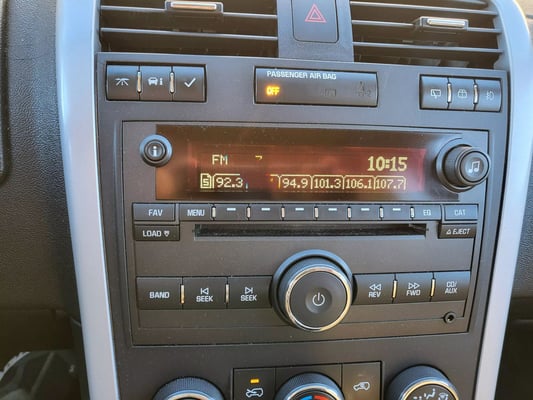 PASSENGER AIR BAG
OFF
FM 10:15
92.3 94.9 101.3 106.1 107.7
FAV MENU EQ CAT
LOAD EJECT
BAND SEEK SEEK REV FWD CD/AUX